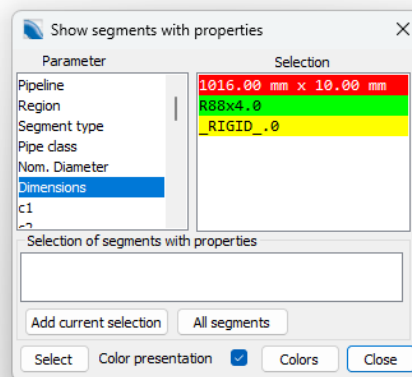 Show segments with properties
Parameter
Selection
Pipeline
Region
Segment type
Pipe class
Nom. Diameter
Dimensions
c1
c2
1016.00 mm x 10.00 mm
R88x4.0
_RIGID_.0
Selection of segments with properties
Add current selection
All segments
Select
Color presentation
Colors
Close